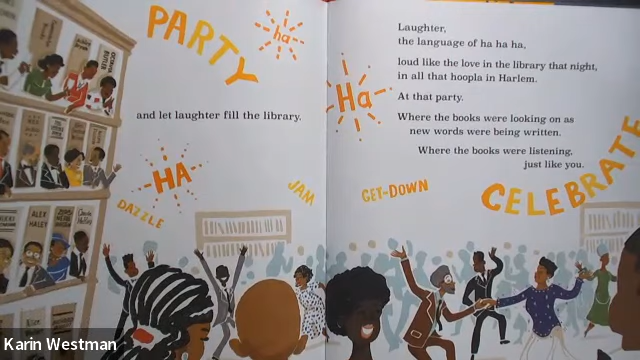 PARTY
ha
and let laughter fill the library.
HA
DAZZLE
JAM
ALEX
HALEY
Laughter,
the language of ha ha ha,
loud like the love in the library that night,
in all that hoopla in Harlem.
Ha
At that party.
Where the books were looking on as
new words were being written.
Where the books were listening,
just like you.
GET-DOWN
CELEBRATE
Karin Westman